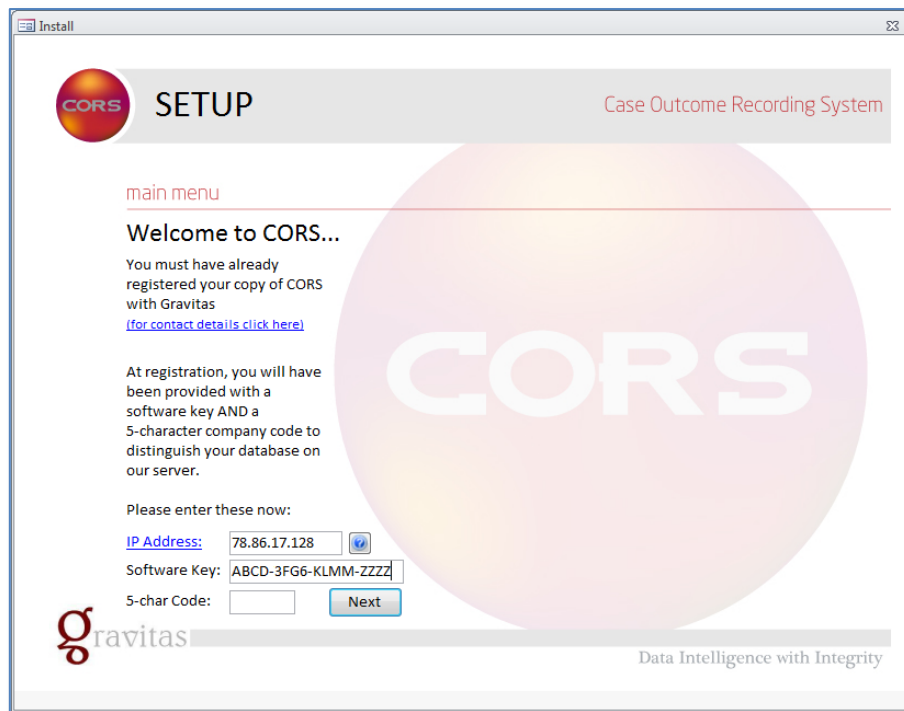 Install
CORS
SETUP
Case Outcome Recording System
main menu
Welcome to CORS...
You must have already
registered your copy of CORS
with Gravitas
(for contact details click here)
CORS
At registration, you will have
been provided with a
software key AND a
5-character company code to
distinguish your database on
our server.
Please enter these now:
IP Address: 78.86.17.128 ?
Software Key: ABCD-3FG6-KLMM-ZZZZ
5-char Code: Next
gravitas
Data Intelligence with Integrity